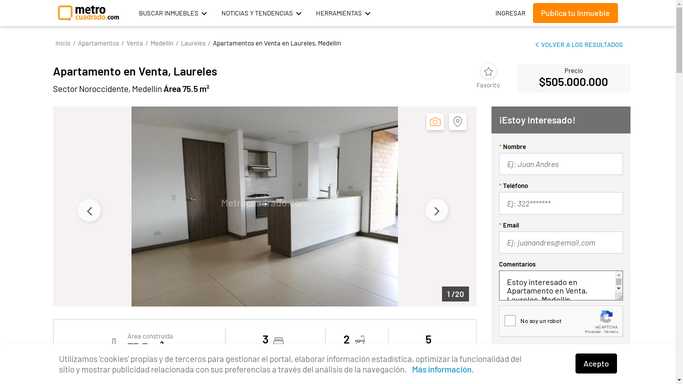 metro
cuadrado.com
BUSCAR INMUEBLES
NOTICIAS Y TENDENCIAS
HERRAMIENTAS
INGRESAR
Publica tu Inmueble
Inicio / Apartamentos / Venta / Medellín / Laureles / Apartamentos en Venta en Laureles, Medellín
VOLVER A LOS RESULTADOS
Apartamento en Venta, Laureles
Sector Noroccidente, Medellín Área 75.5 m²
Favorito
Precio
$505.000.000
Metrocuadrado.com
1 / 20
¡Estoy Interesado!
* Nombre
Ej: Juan Andres
* Teléfono
Ej: 322*******
* Email
Ej: juanandres@email.com
Comentarios
Estoy interesado en
Apartamento en Venta,
Laureles, Medellín
No soy un robot
reCAPTCHA
Privacidad - Términos
Área construida
3
2
5
Utilizamos 'cookies' propias y de terceros para gestionar el portal, elaborar información estadística, optimizar la funcionalidad del
sitio y mostrar publicidad relacionada con sus preferencias a través del análisis de la navegación. Más información.
Acepto